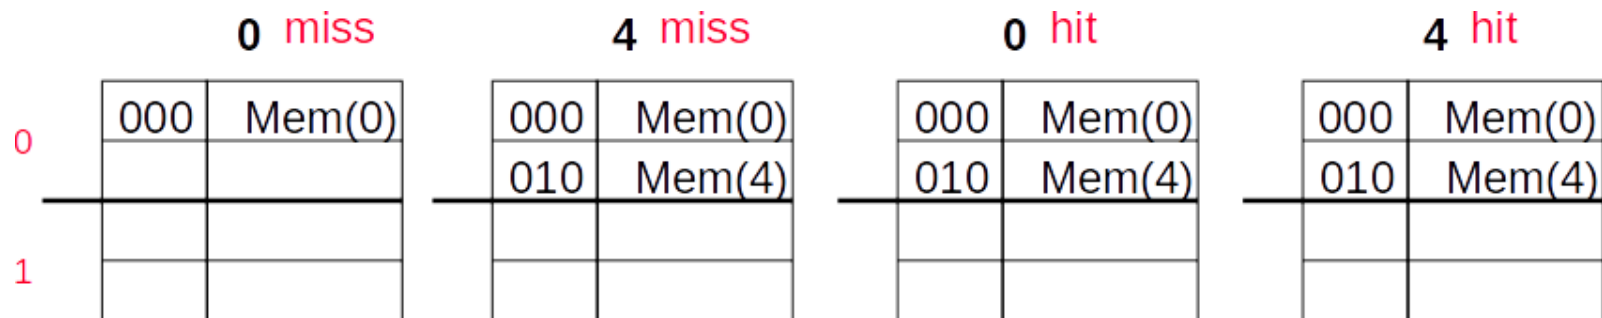 0 miss 4 miss 0 hit 4 hit
000 Mem(0) 000 Mem(0) 000 Mem(0) 000 Mem(0)
0
010 Mem(4) 010 Mem(4) 010 Mem(4)
1